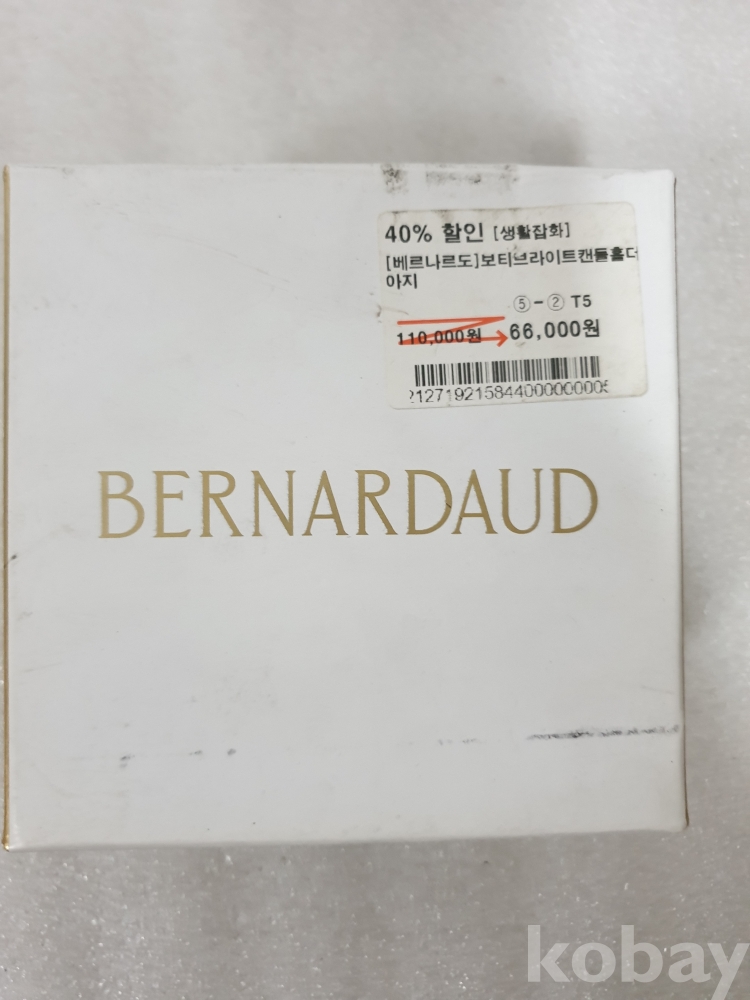 40% 할인 [생활잡화]
[베르나르도]보티브라이트캔들홀더
아지
⑤-② T5
110,000원 66,000원
2127192158440000000005
BERNARDAUD
kobay